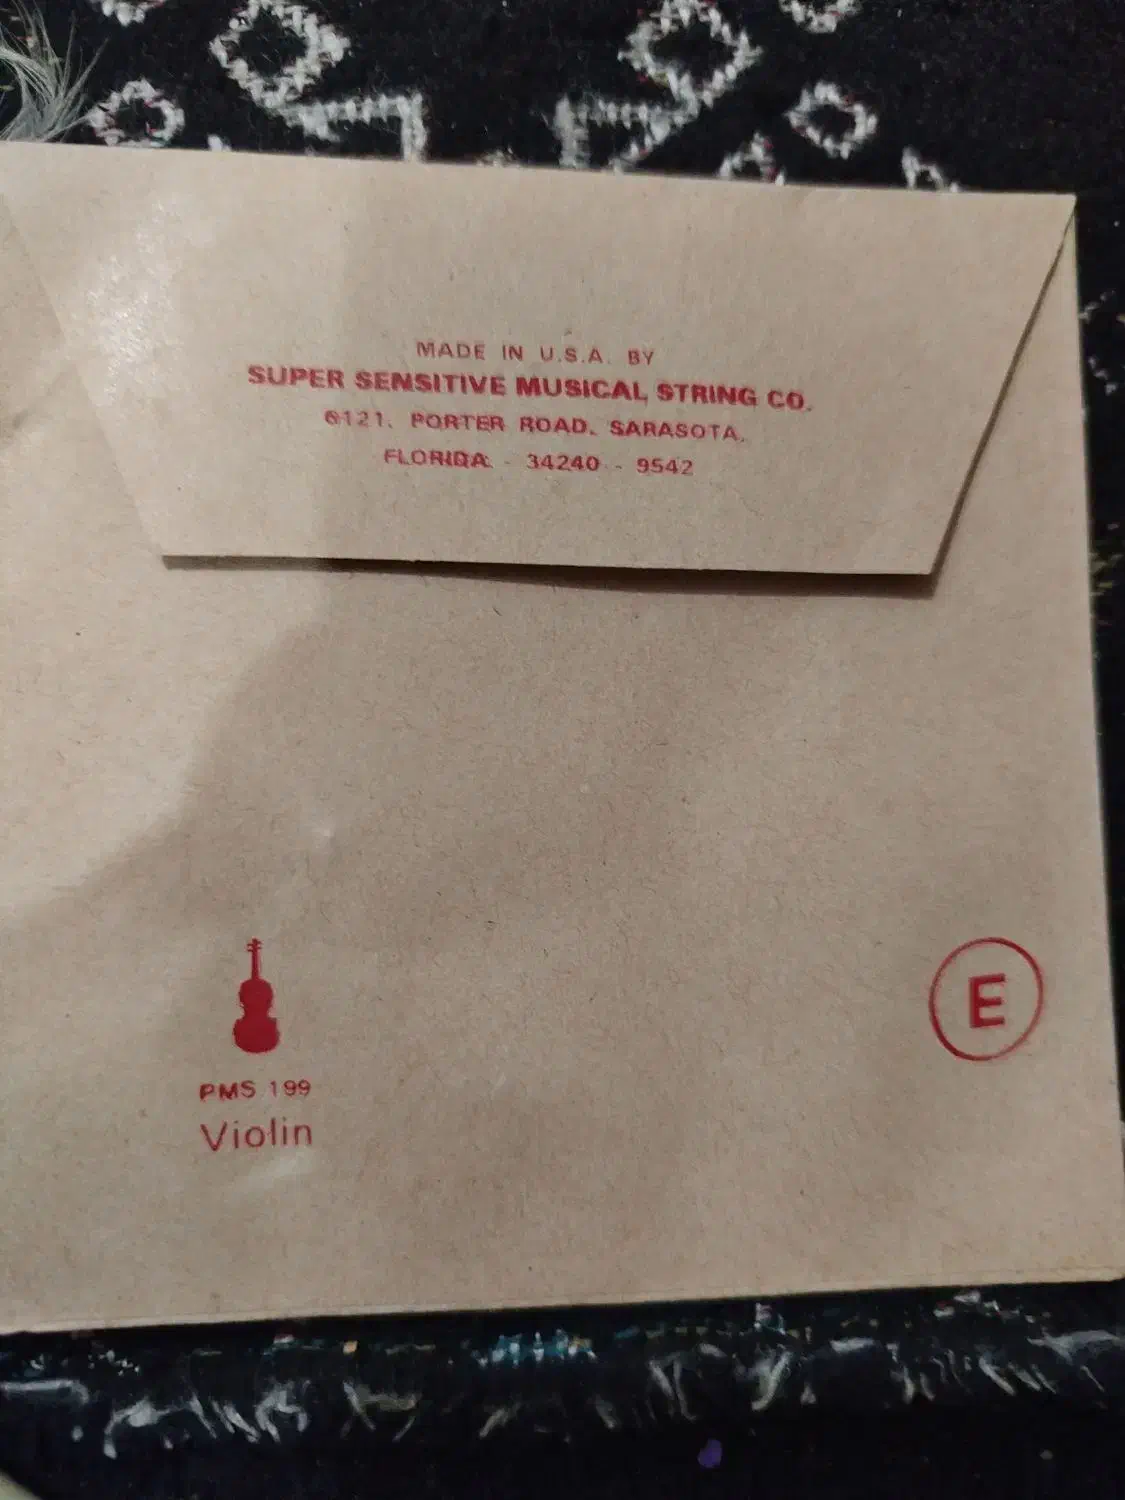 MADE IN U.S.A. BY
SUPER SENSITIVE MUSICAL STRING CO.
6121, PORTER ROAD. SARASOTA,
FLORIDA - 34240 - 9542
E
PMS 199
Violin